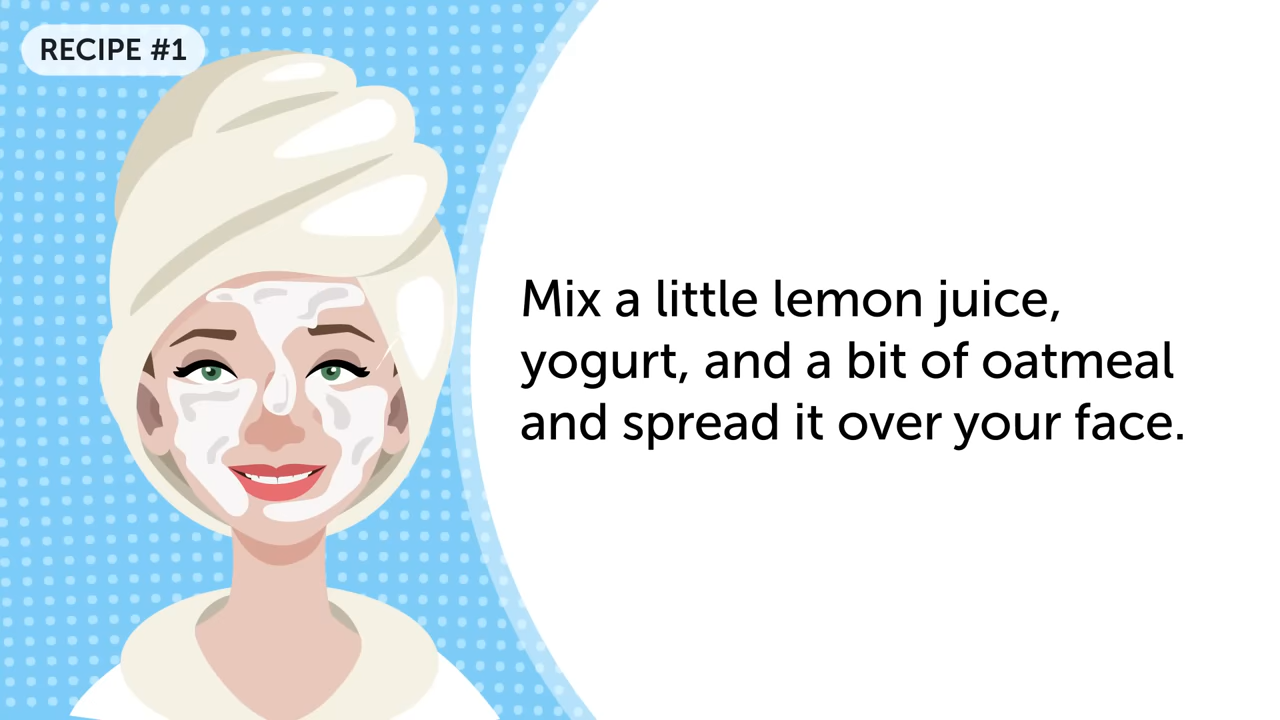 RECIPE #1
Mix a little lemon juice,
yogurt, and a bit of oatmeal
and spread it over your face.